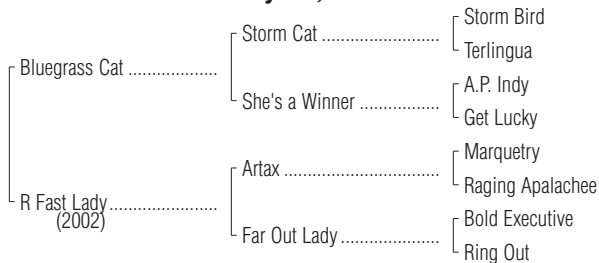 Storm Bird
Storm Cat ........................
Terlingua
Bluegrass Cat ..................
A.P. Indy
She's a Winner ................
Get Lucky
Marquetry
Artax ................................
Raging Apalachee
R Fast Lady......................
(2002)
Bold Executive
Far Out Lady....................
Ring Out